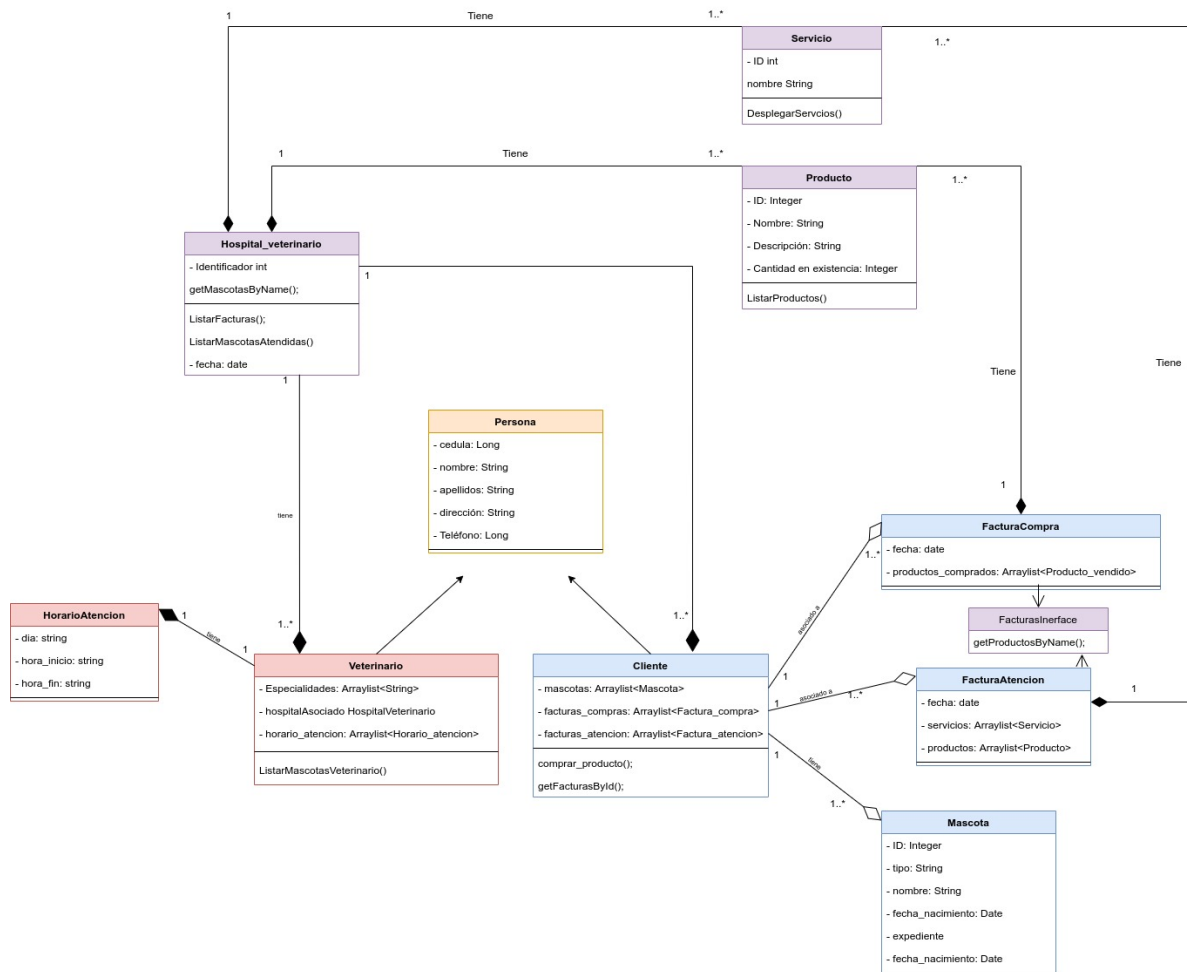 1
Tiene
1..*
Servicio
- ID int
nombre String
DesplegarServcios()
1..*
1
Tiene
1..*
Producto
- ID: Integer
- Nombre: String
- Descripción: String
- Cantidad en existencia: Integer
ListarProductos()
1..*
Hospital_veterinario
- Identificador int
getMascotasByName();
ListarFacturas();
ListarMascotasAtendidas()
- fecha: date
1
1
Tiene
Tiene
Persona
- cedula: Long
- nombre: String
- apellidos: String
- dirección: String
- Teléfono: Long
tiene
1
FacturaCompra
- fecha: date
- productos_comprados: Arraylist<Producto_vendido>
1..*
FacturasInerface
getProductosByName();
HorarioAtencion
- dia: string
- hora_inicio: string
- hora_fin: string
1
tiene
1
1..*
1..*
asociado a
Veterinario
- Especialidades: Arraylist<String>
- hospitalAsociado HospitalVeterinario
- horario_atencion: Arraylist<Horario_atencion>
ListarMascotasVeterinario()
Cliente
- mascotas: Arraylist<Mascota>
- facturas_compras: Arraylist<Factura_compra>
- facturas_atencion: Arraylist<Factura_atencion>
comprar_producto();
getFacturasById();
1
1
asociado a
1..*
FacturaAtencion
- fecha: date
- servicios: Arraylist<Servicio>
- productos: Arraylist<Producto>
1
1
tiene
1..*
Mascota
- ID: Integer
- tipo: String
- nombre: String
- fecha_nacimiento: Date
- expediente
- fecha_nacimiento: Date